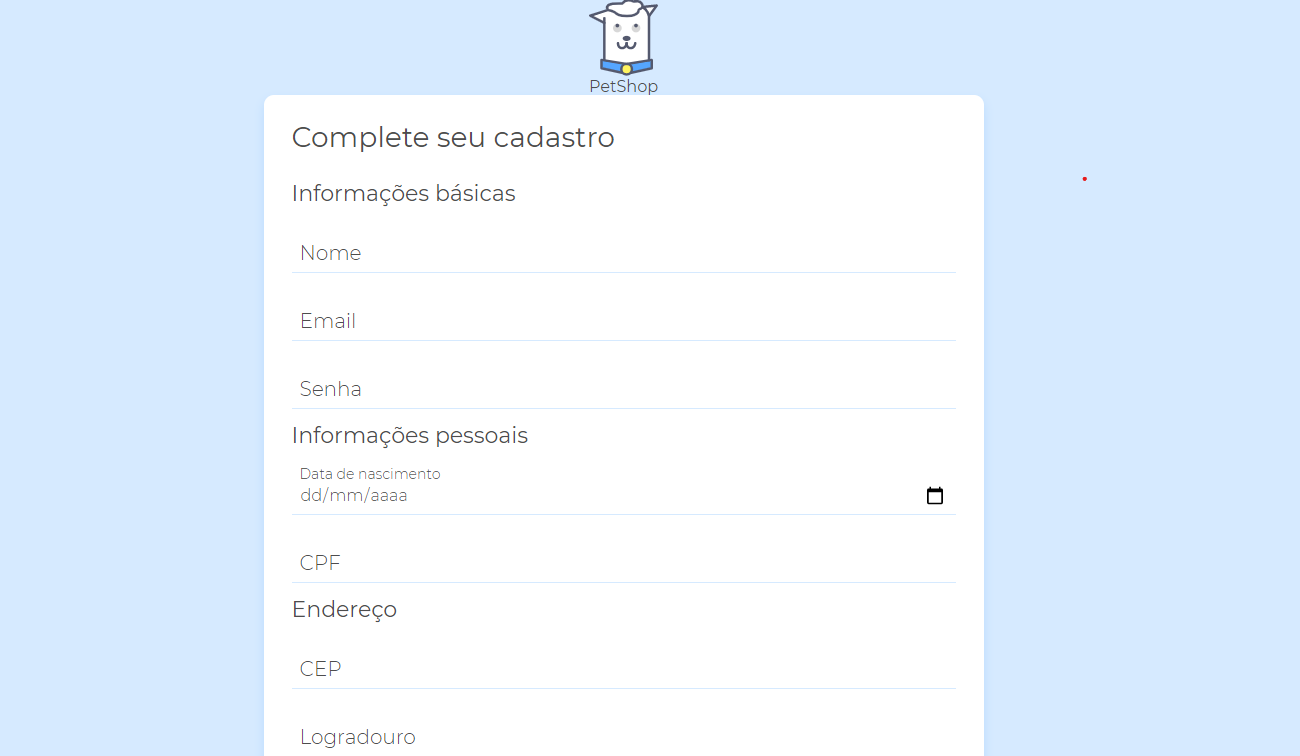 PetShop
Complete seu cadastro
Informações básicas
Nome
Email
Senha
Informações pessoais
Data de nascimento
dd/mm/aaaa
CPF
Endereço
CEP
Logradouro